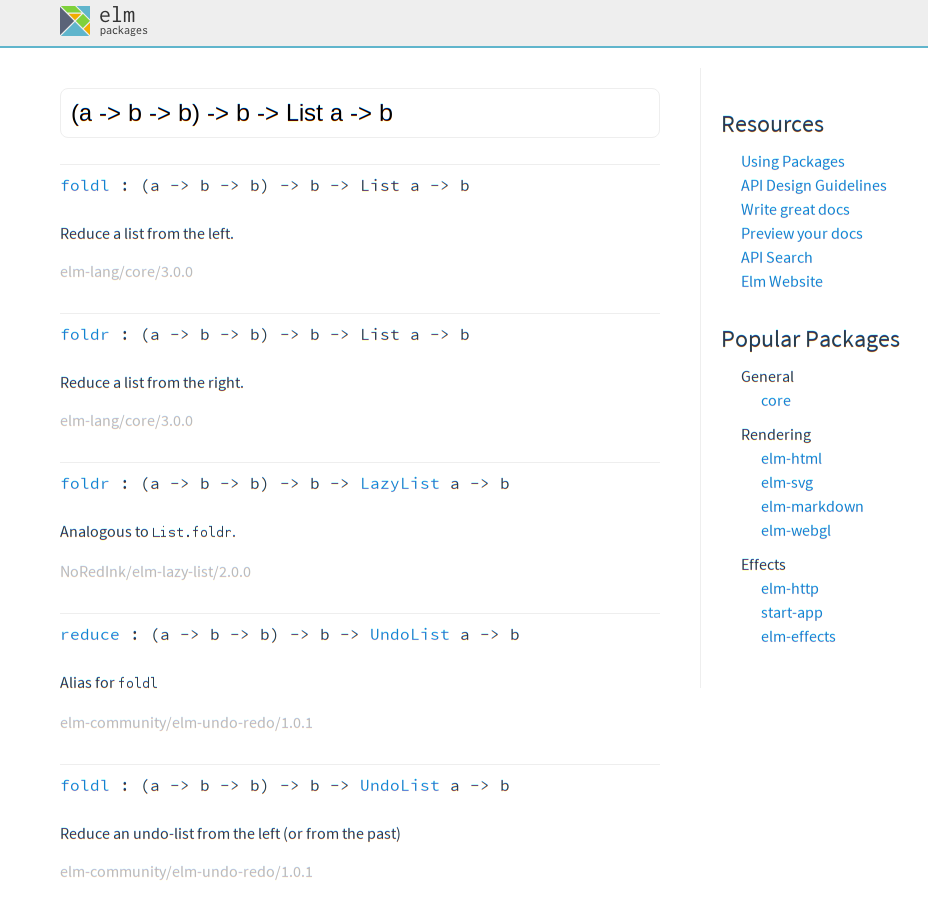 elm
packages
(a -> b -> b) -> b -> List a -> b
foldl : (a -> b -> b) -> b -> List a -> b
Reduce a list from the left.
elm-lang/core/3.0.0
foldr : (a -> b -> b) -> b -> List a -> b
Reduce a list from the right.
elm-lang/core/3.0.0
foldr : (a -> b -> b) -> b -> LazyList a -> b
Analogous to List.foldr.
NoRedInk/elm-lazy-list/2.0.0
reduce : (a -> b -> b) -> b -> UndoList a -> b
Alias for foldl
elm-community/elm-undo-redo/1.0.1
foldl : (a -> b -> b) -> b -> UndoList a -> b
Reduce an undo-list from the left (or from the past)
elm-community/elm-undo-redo/1.0.1
Resources
Using Packages
API Design Guidelines
Write great docs
Preview your docs
API Search
Elm Website
Popular Packages
General
core
Rendering
elm-html
elm-svg
elm-markdown
elm-webgl
Effects
elm-http
start-app
elm-effects